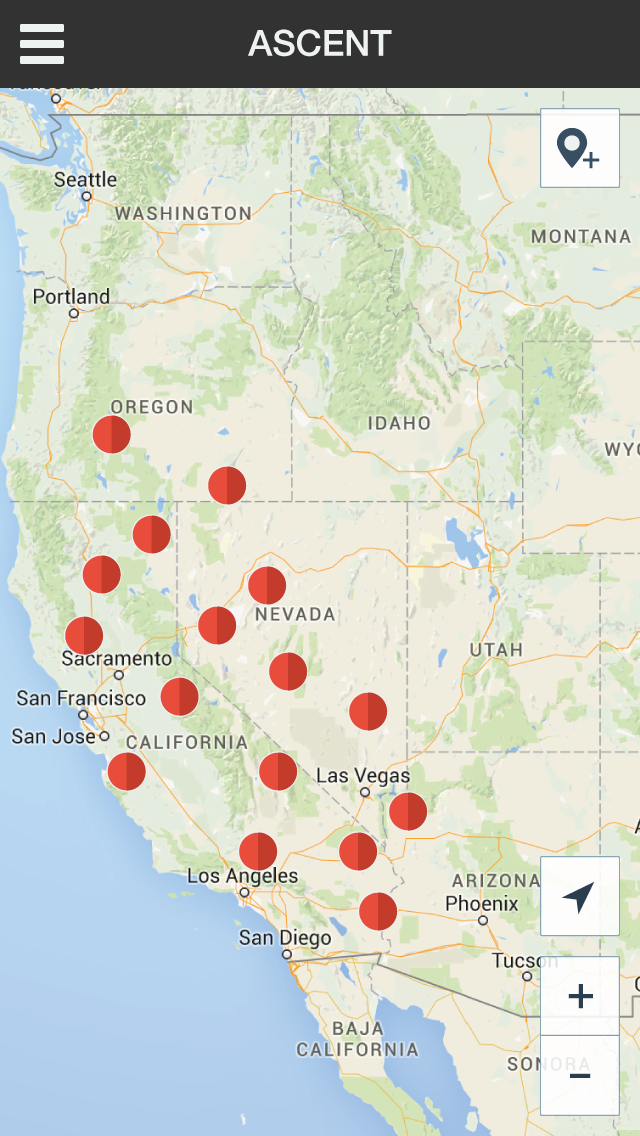 ASCENT
Seattle
WASHINGTON
MONTANA
Portland
OREGON
IDAHO
NEVADA
UTAH
Sacramento
San Francisco
San Jose
CALIFORNIA
Las Vegas
Los Angeles
ARIZONA
Phoenix
San Diego
Tucson
BAJA
CALIFORNIA
SONORA